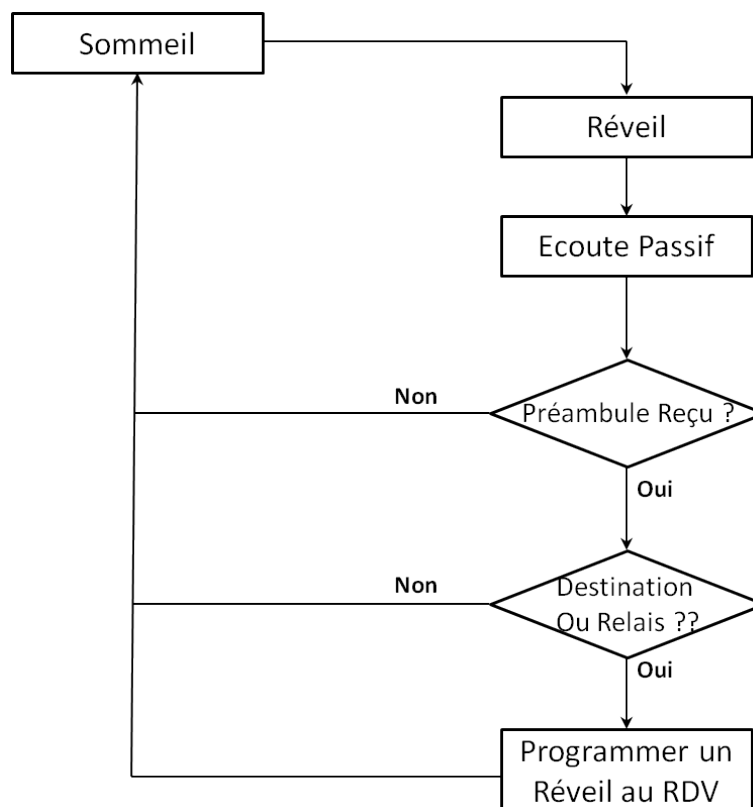 Sommeil
Réveil
Ecoute Passif
Non
Préambule Reçu ?
Oui
Non
Destination
Ou Relais ??
Oui
Programmer un
Réveil au RDV